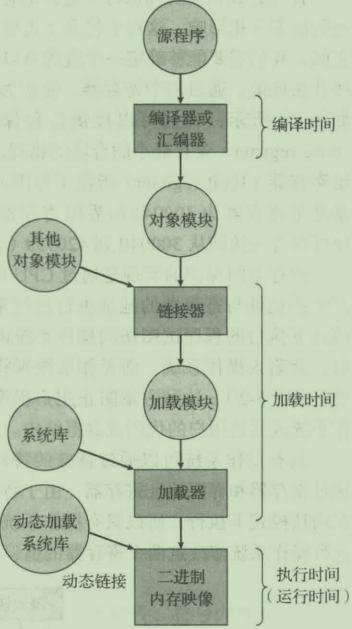 源程序
编译器或
汇编器
编译时间
对象模块
其他
对象模块
链接器
加载模块
加载时间
系统库
加载器
动态加载
系统库
动态链接
二进制
内存映像
执行时间
（运行时间）